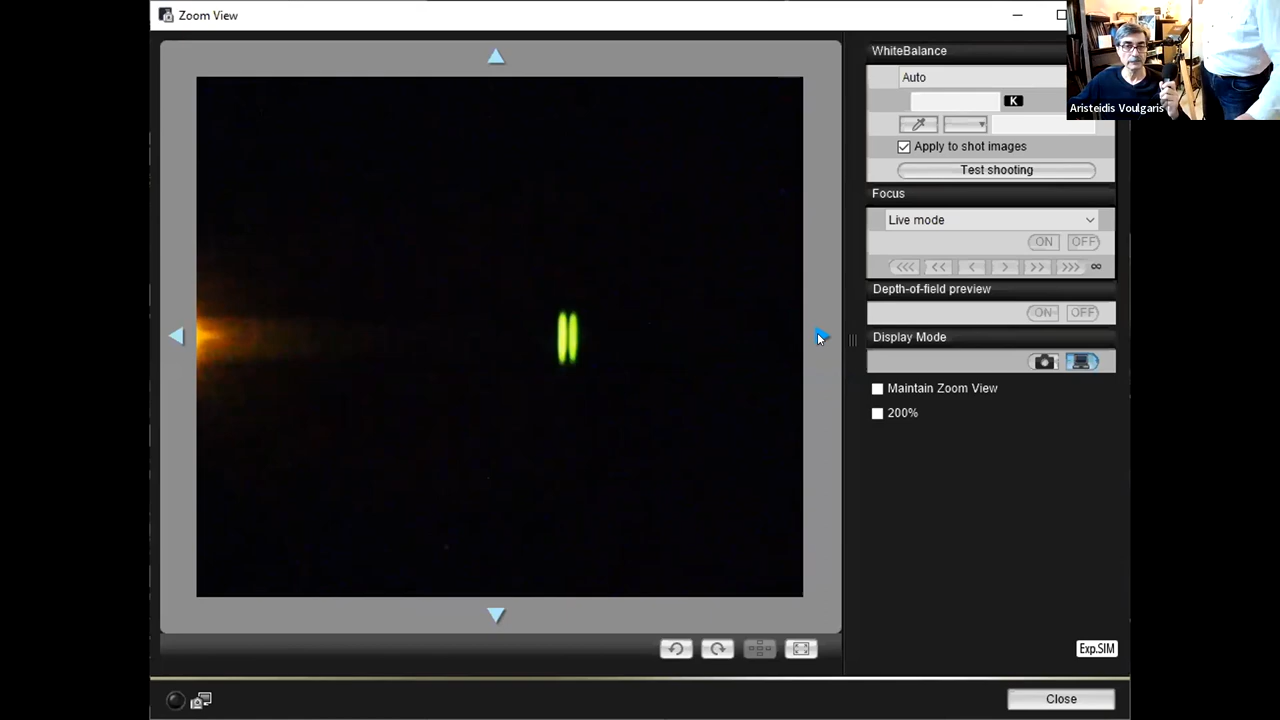 Zoom View
WhiteBalance
Auto
K
Apply to shot images
Test shooting
Aristeidis Voulgaris
Focus
Live mode
ON OFF
<<< << < > >> >>> ∞
Depth-of-field preview
ON OFF
Display Mode
Maintain Zoom View
200%
Exp.SIM
Close